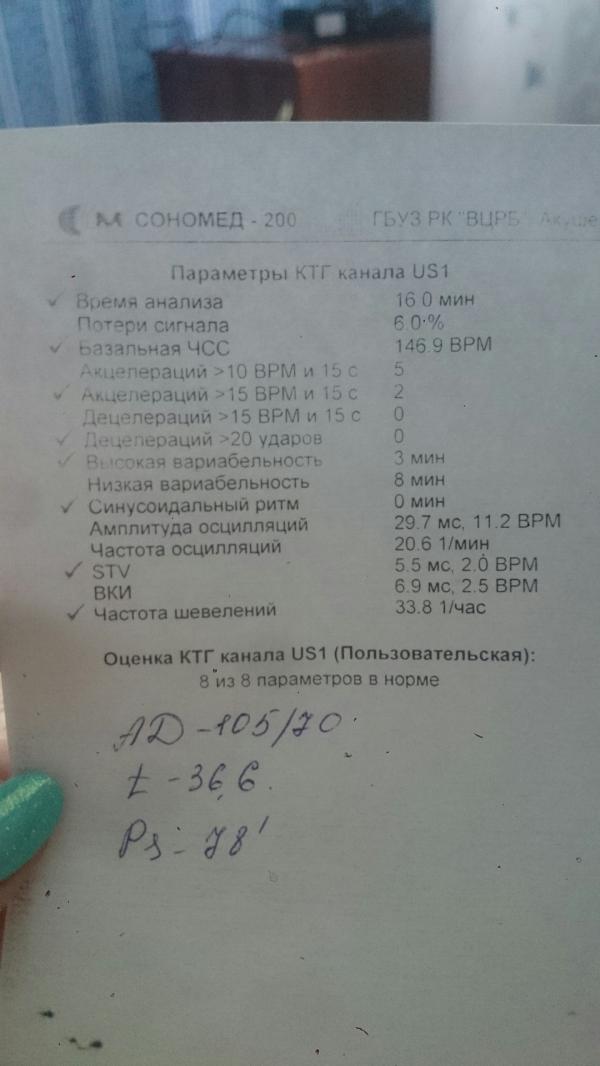 СОНОМЕД - 200 ГБУЗ РК "ВЦРБ" Акуше
Параметры КТГ канала US1
✓ Время анализа 16.0 мин
Потери сигнала 6.0 %
✓ Базальная ЧСС 146.9 BPM
Акцелераций >10 BPM и 15 с 5
✓ Акцелераций >15 BPM и 15 с 2
Децелераций >15 BPM и 15 с 0
✓ Децелераций >20 ударов 0
✓ Высокая вариабельность 3 мин
Низкая вариабельность 8 мин
✓ Синусоидальный ритм 0 мин
Амплитуда осцилляций 29.7 мс, 11.2 BPM
Частота осцилляций 20.6 1/мин
✓ STV 5.5 мс, 2.0 BPM
ВКИ 6.9 мс, 2.5 BPM
✓ Частота шевелений 33.8 1/час
Оценка КТГ канала US1 (Пользовательская):
8 из 8 параметров в норме
AD - 105/70
t - 36,6.
Ps - 78'